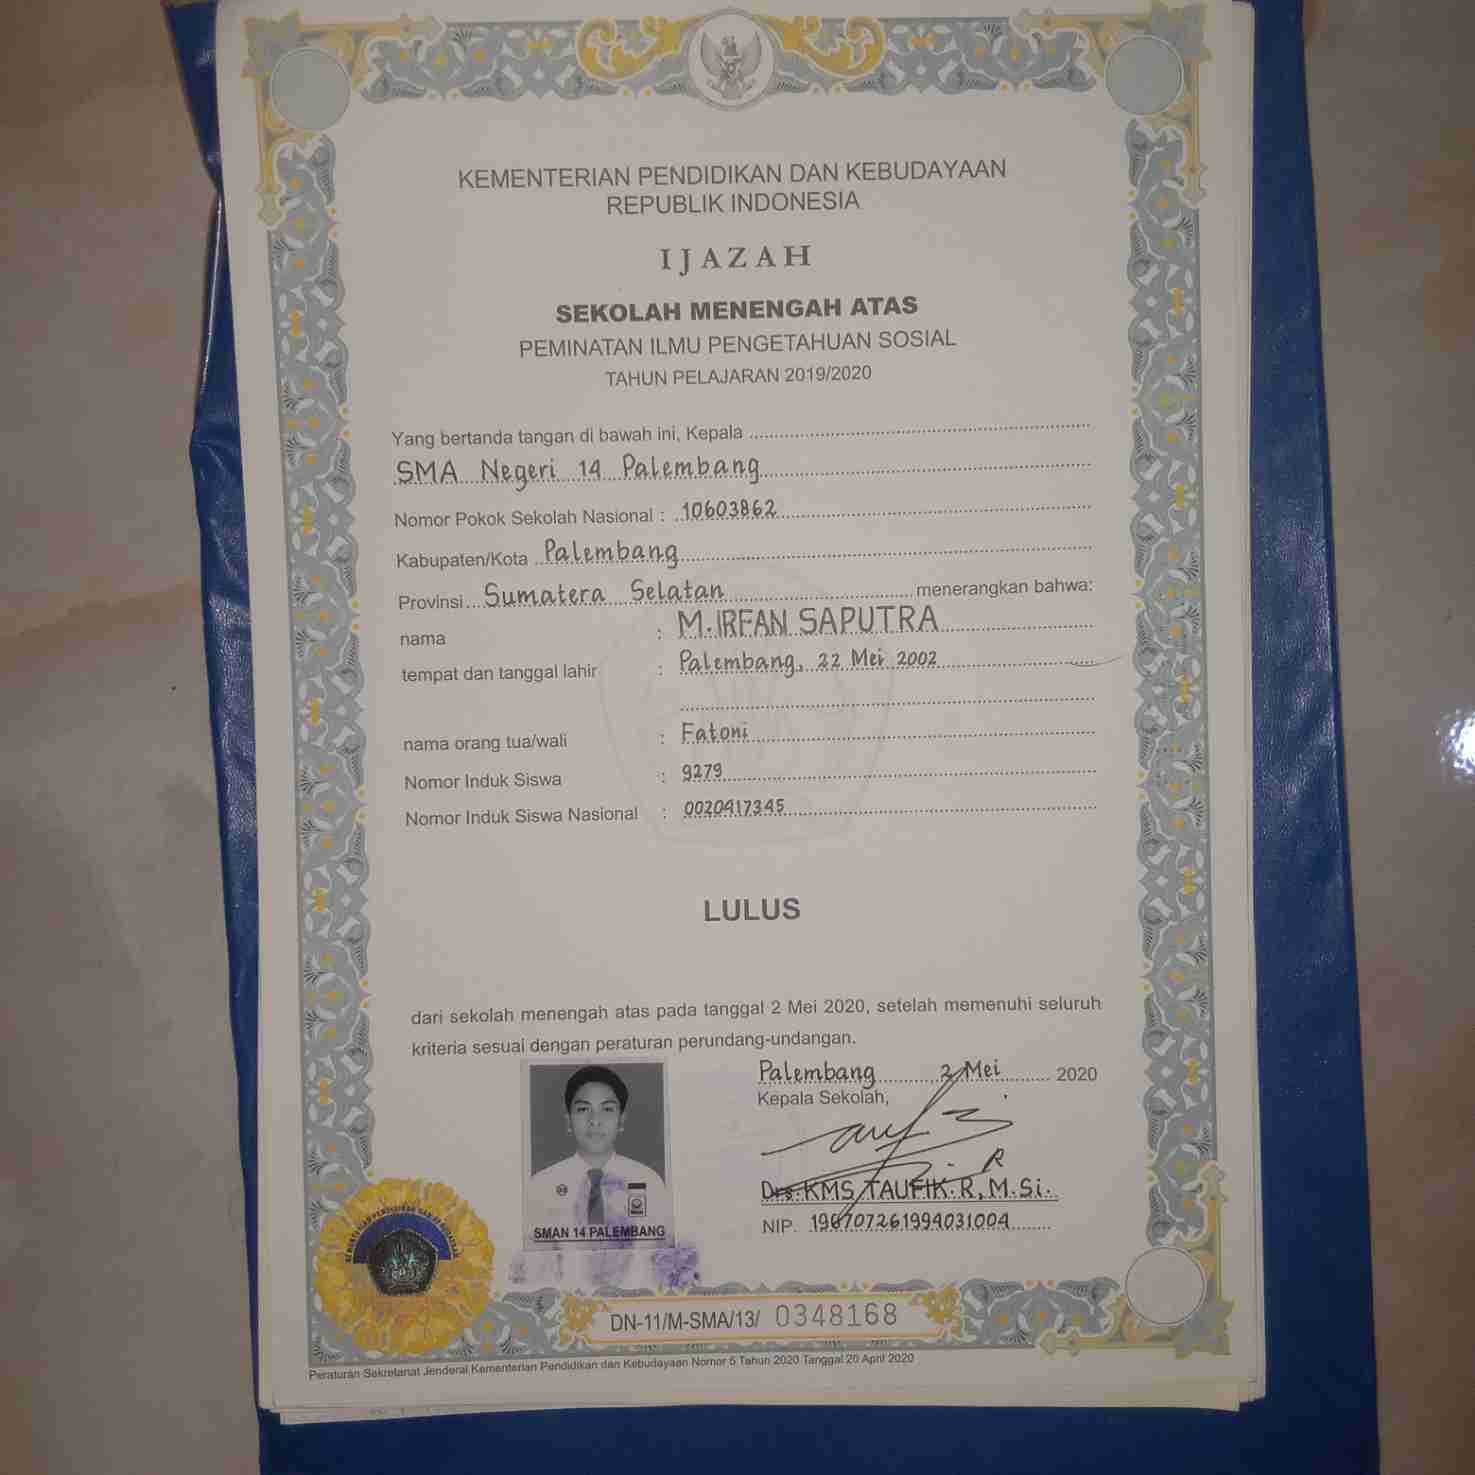 KEMENTERIAN PENDIDIKAN DAN KEBUDAYAAN
REPUBLIK INDONESIA
IJAZAH
SEKOLAH MENENGAH ATAS
PEMINATAN ILMU PENGETAHUAN SOSIAL
TAHUN PELAJARAN 2019/2020
Yang bertanda tangan di bawah ini, Kepala
SMA Negeri 14 Palembang
Nomor Pokok Sekolah Nasional : 10603862
Kabupaten/Kota Palembang
Provinsi Sumatera Selatan menerangkan bahwa:
nama : M.IRFAN SAPUTRA
tempat dan tanggal lahir : Palembang, 22 Mei 2002
nama orang tua/wali : Fatoni
Nomor Induk Siswa : 9279
Nomor Induk Siswa Nasional : 0020417345
LULUS
dari sekolah menengah atas pada tanggal 2 Mei 2020, setelah memenuhi seluruh
kriteria sesuai dengan peraturan perundang-undangan.
Palembang 2 Mei 2020
Kepala Sekolah,
Drs.KMS TAUFIK.R, M.Si.
NIP. 196707261994031004
SMAN 14 PALEMBANG
DN-11/M-SMA/13/ 0348168
Peraturan Sekretariat Jenderal Kementerian Pendidikan dan Kebudayaan Nomor 5 Tahun 2020 Tanggal 20 April 2020